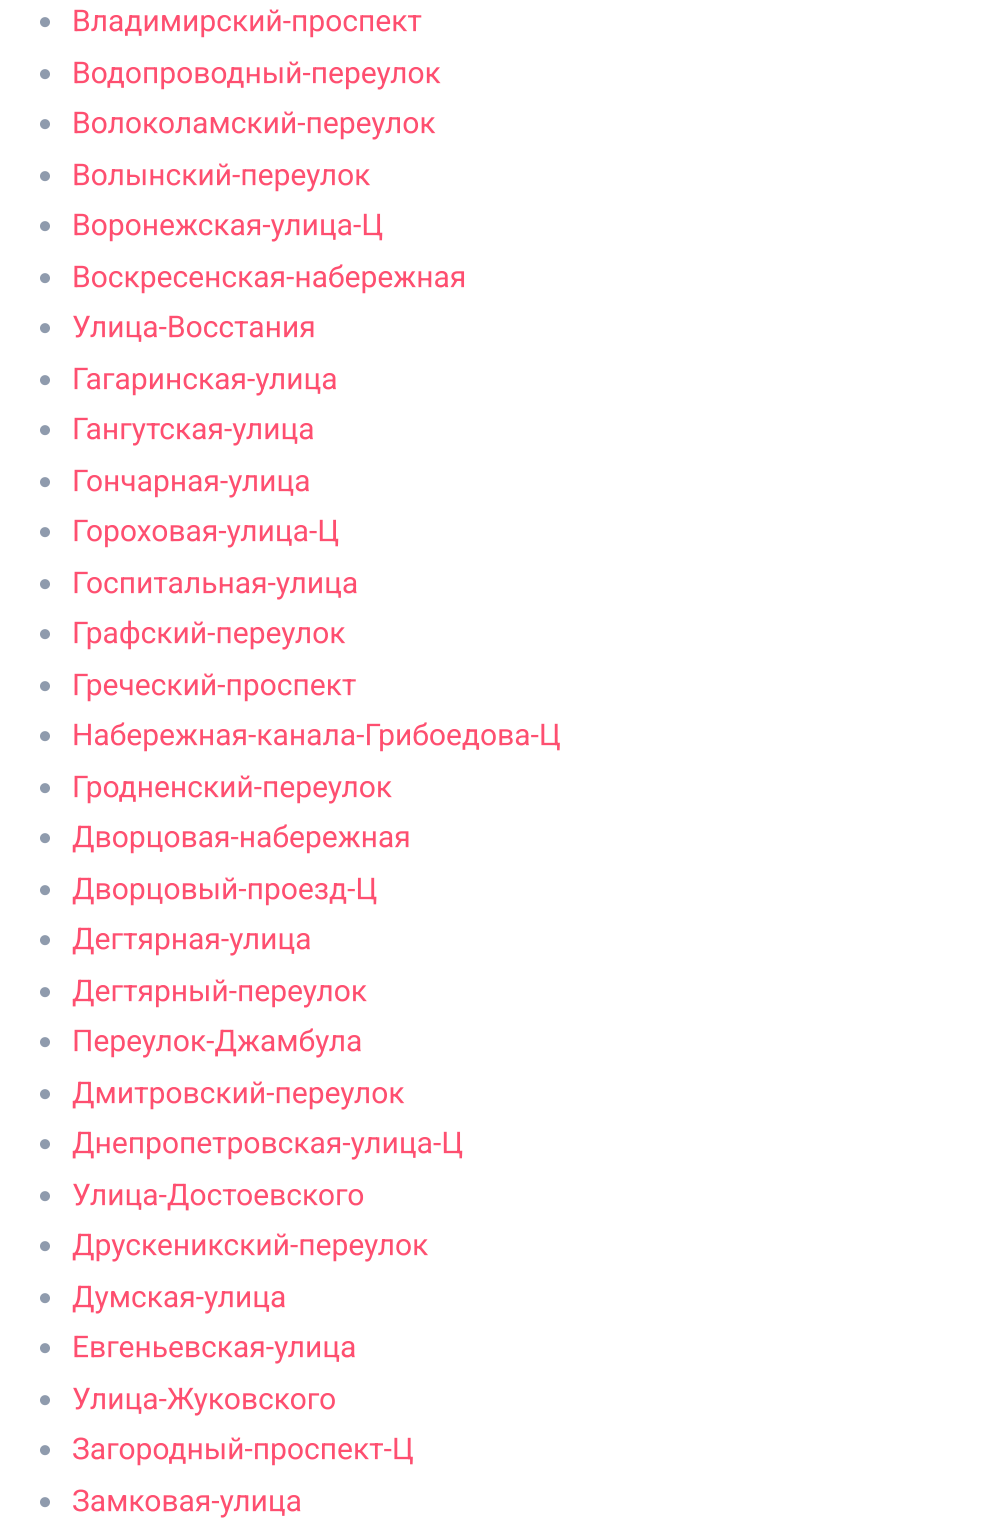 Владимирский-проспект
Водопроводный-переулок
Волоколамский-переулок
Волынский-переулок
Воронежская-улица-Ц
Воскресенская-набережная
Улица-Восстания
Гагаринская-улица
Гангутская-улица
Гончарная-улица
Гороховая-улица-Ц
Госпитальная-улица
Графский-переулок
Греческий-проспект
Набережная-канала-Грибоедова-Ц
Гродненский-переулок
Дворцовая-набережная
Дворцовый-проезд-Ц
Дегтярная-улица
Дегтярный-переулок
Переулок-Джамбула
Дмитровский-переулок
Днепропетровская-улица-Ц
Улица-Достоевского
Друскеникский-переулок
Думская-улица
Евгеньевская-улица
Улица-Жуковского
Загородный-проспект-Ц
Замковая-улица